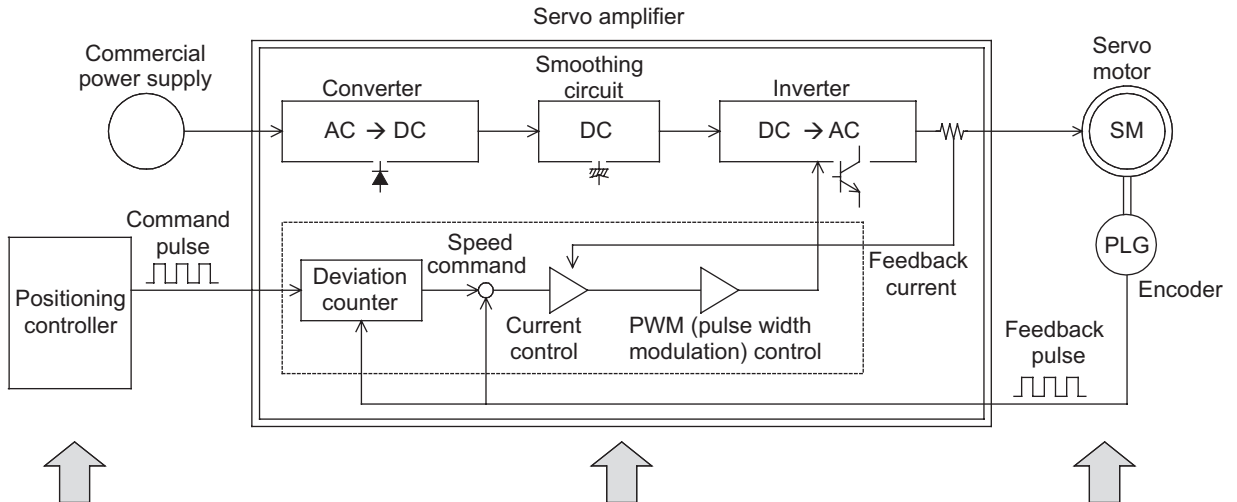 Servo amplifier
Commercial
power supply
Converter
AC → DC
Smoothing
circuit
DC
Inverter
DC → AC
Servo
motor
SM
PLG
Encoder
Command
pulse
Positioning
controller
Deviation
counter
Speed
command
Current
control
PWM (pulse width
modulation) control
Feedback
current
Feedback
pulse